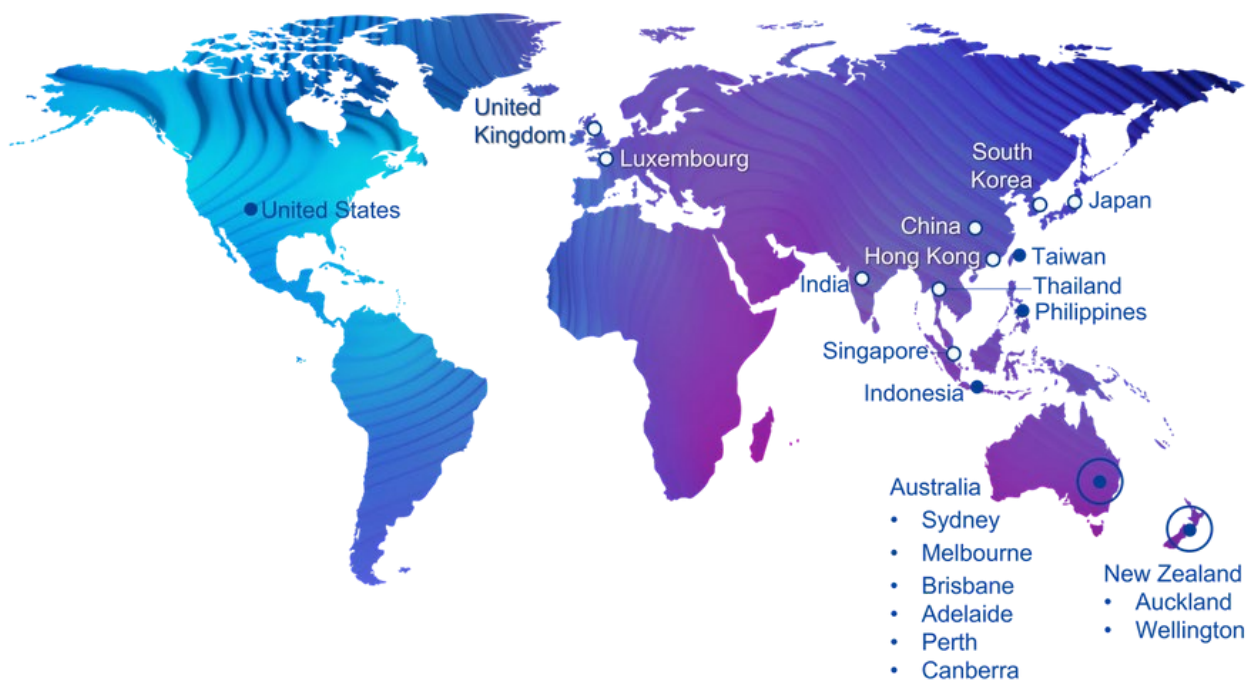 United
Kingdom
Luxembourg
South
Korea
United States
Japan
China
Hong Kong
Taiwan
India
Thailand
Philippines
Singapore
Indonesia
Australia
• Sydney
• Melbourne
• Brisbane
• Adelaide
• Perth
• Canberra
New Zealand
• Auckland
• Wellington